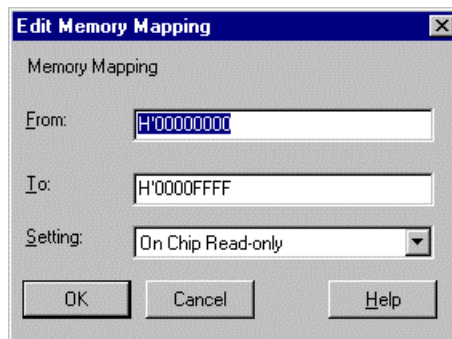 Edit Memory Mapping
Memory Mapping
From: H'00000000
To: H'0000FFFF
Setting: On Chip Read-only
OK Cancel Help